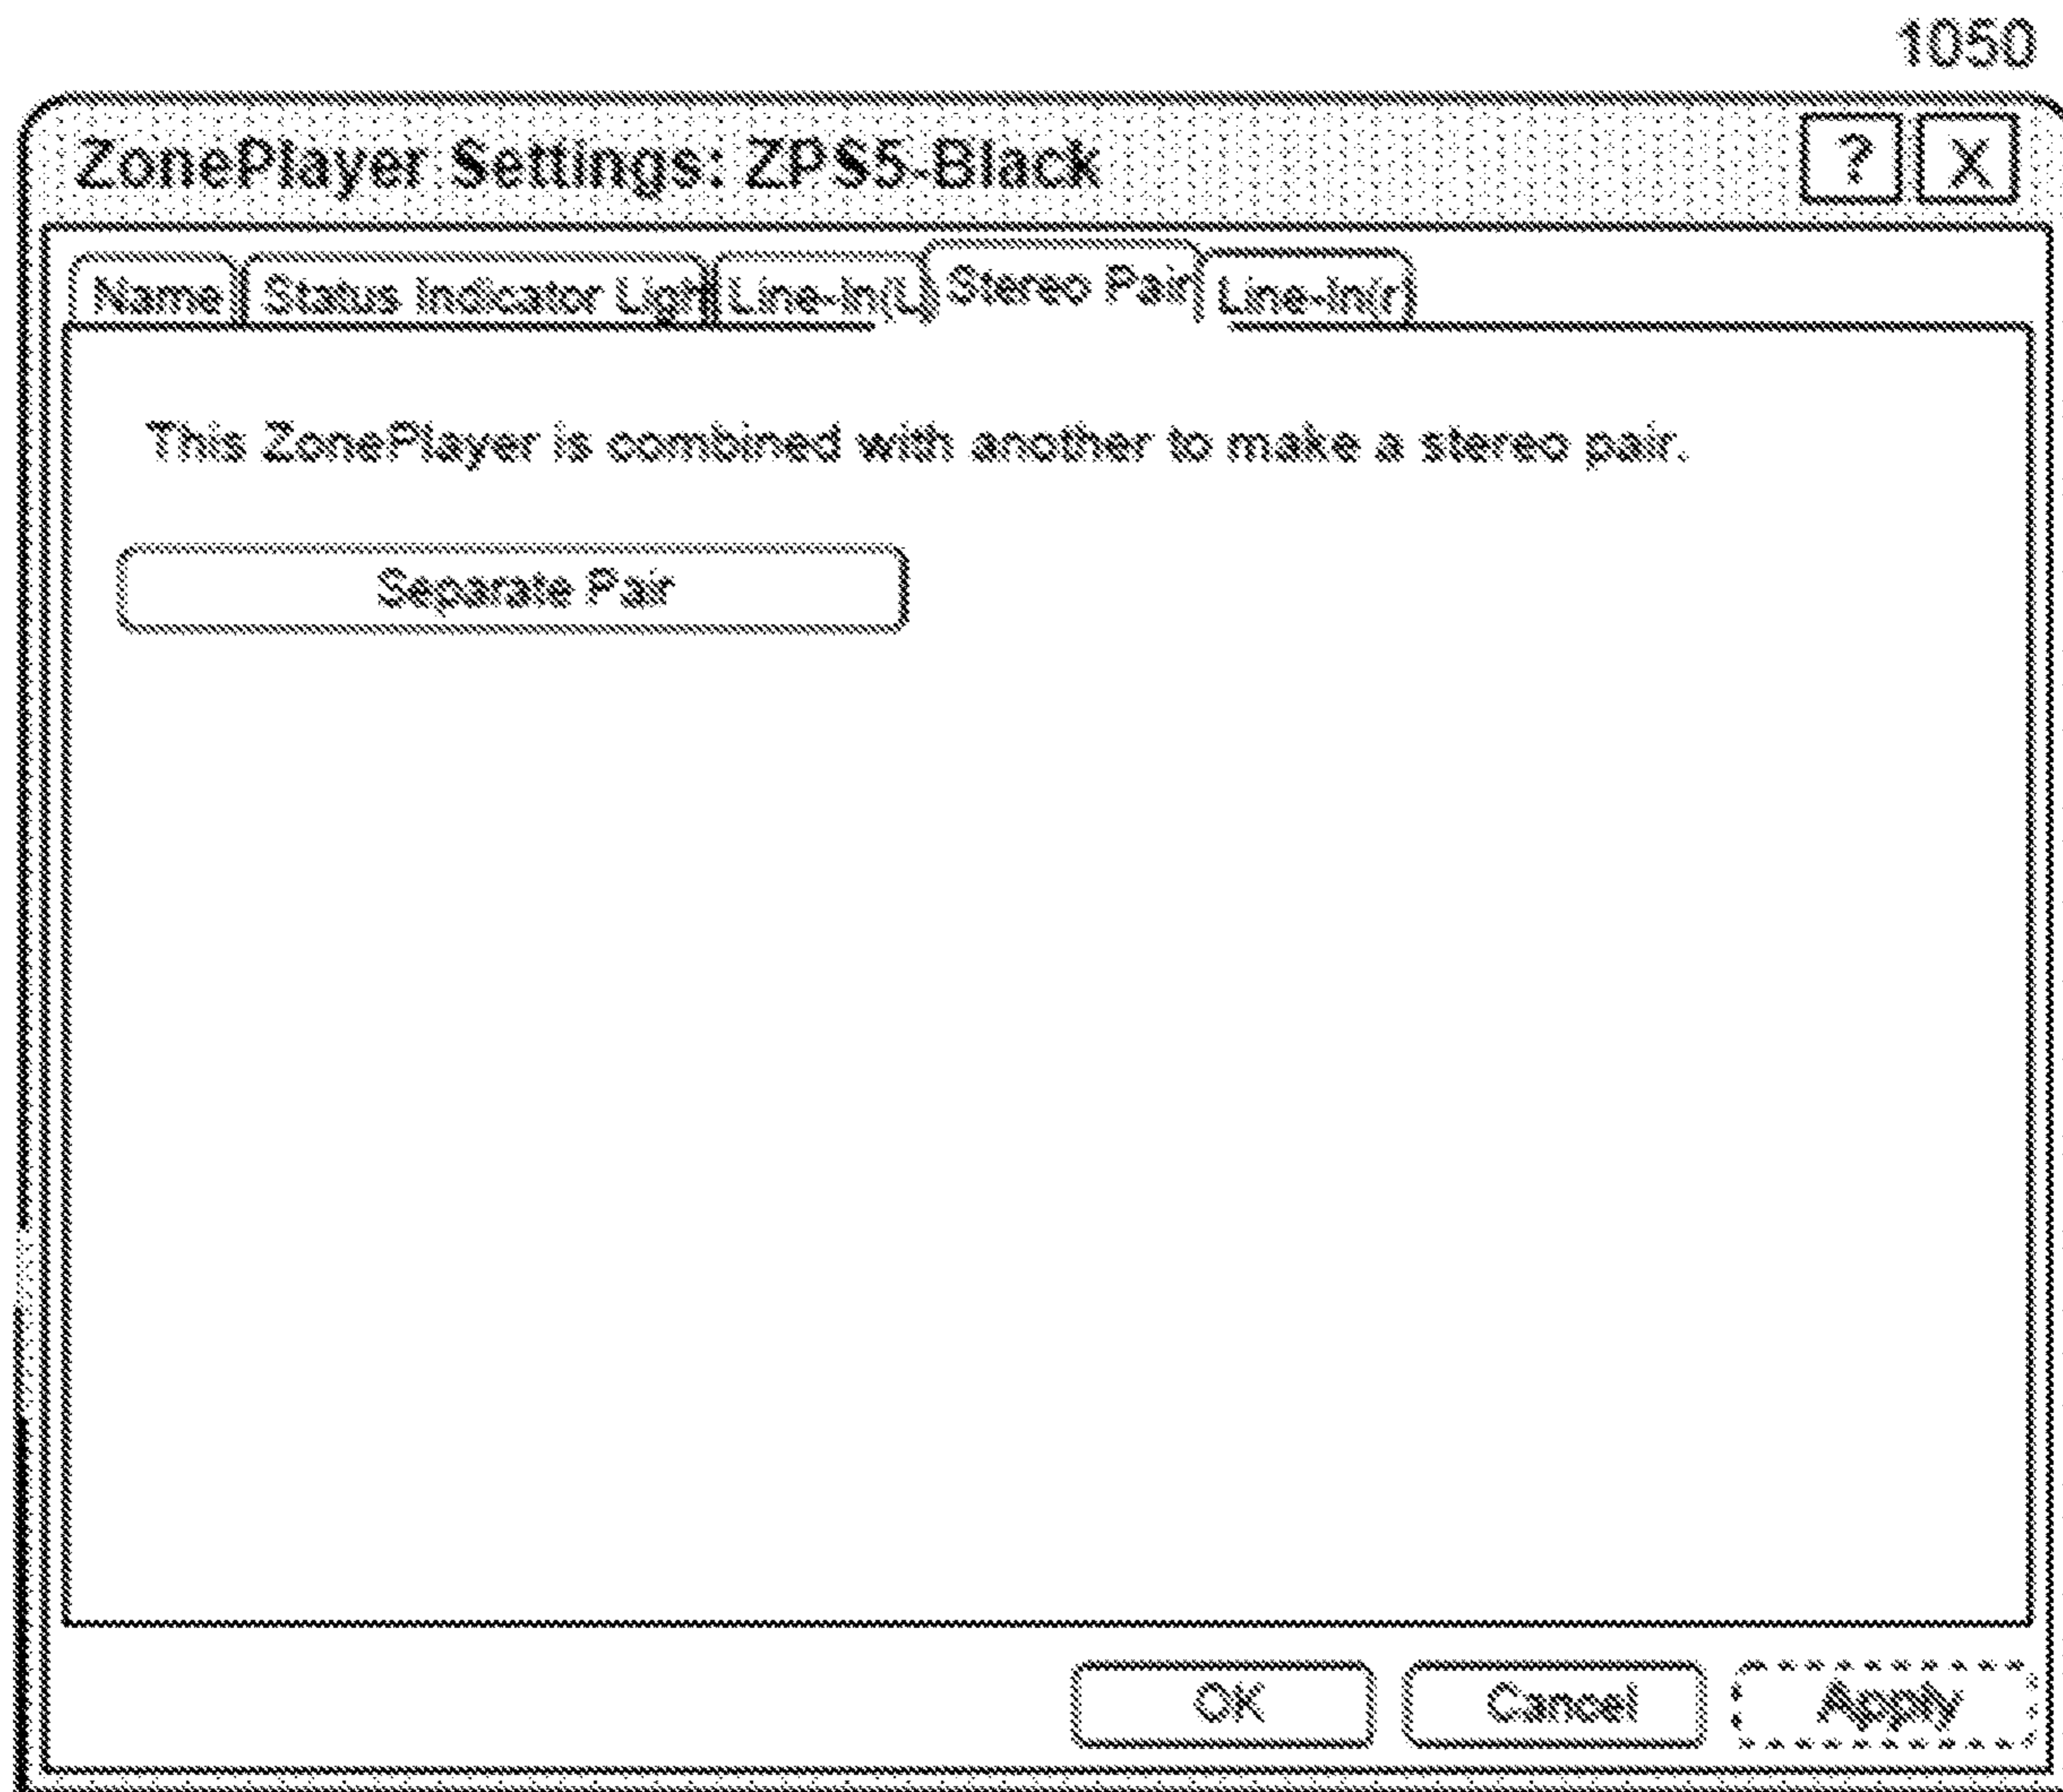 1050
ZonePlayer Settings: ZPS5-Black ? X
Name Status Indicator Light Line-In(L) Stereo Pair Line-In(r)
This ZonePlayer is combined with another to make a stereo pair.
Separate Pair
OK Cancel Apply